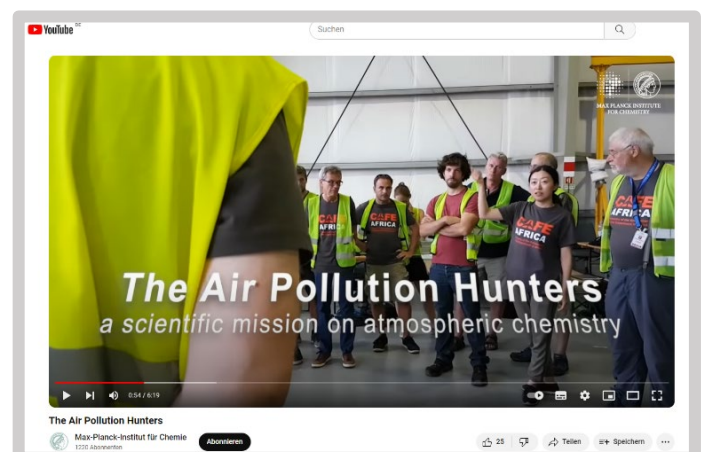 YouTube DE
Suchen
MAX PLANCK INSTITUTE
FOR CHEMISTRY
CAFE
AFRICA
CAFE
AFRICA
CAFE
AFRICA
CAFE
AFRICA
The Air Pollution Hunters
a scientific mission on atmospheric chemistry
0:54 / 6:19
The Air Pollution Hunters
Max-Planck-Institut für Chemie
1220 Abonnenten
Abonnieren
25
Teilen
Speichern